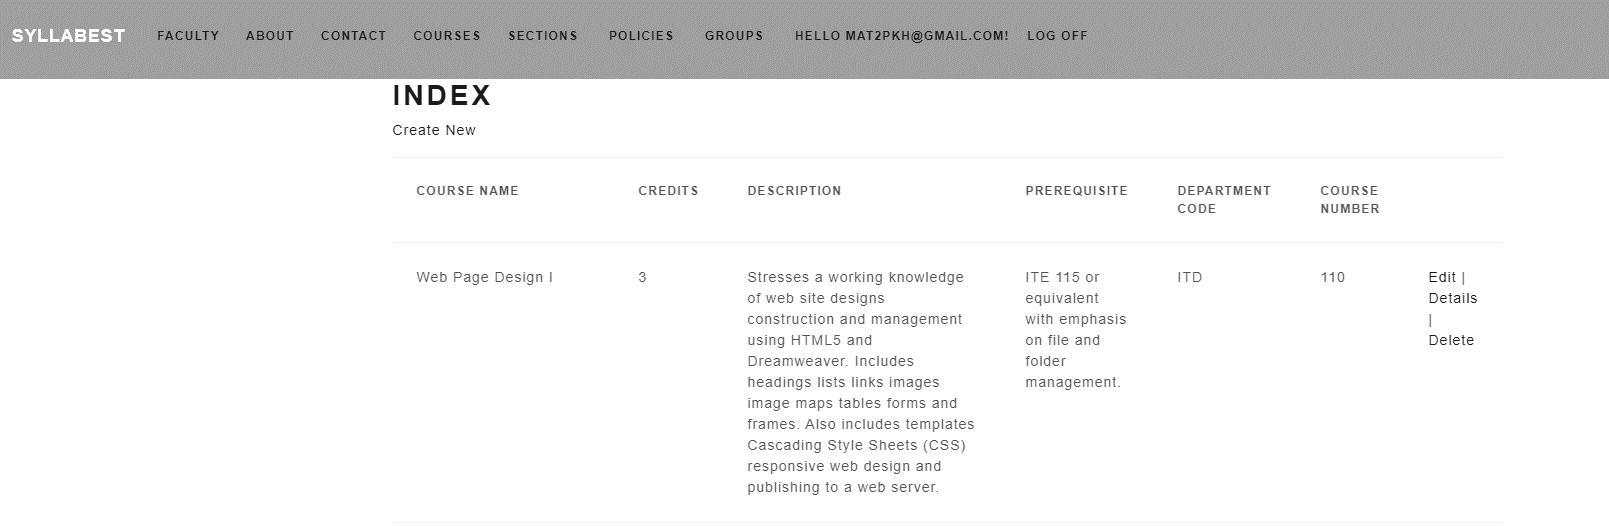 SYLLABEST FACULTY ABOUT CONTACT COURSES SECTIONS POLICIES GROUPS HELLO MAT2PKH@GMAIL.COM! LOG OFF
INDEX
Create New
COURSE NAME CREDITS DESCRIPTION PREREQUISITE DEPARTMENT CODE COURSE NUMBER
Web Page Design I
3
Stresses a working knowledge
of web site designs
construction and management
using HTML5 and
Dreamweaver. Includes
headings lists links images
image maps tables forms and
frames. Also includes templates
Cascading Style Sheets (CSS)
responsive web design and
publishing to a web server.
ITE 115 or
equivalent
with emphasis
on file and
folder
management.
ITD
110
Edit |
Details
|
Delete